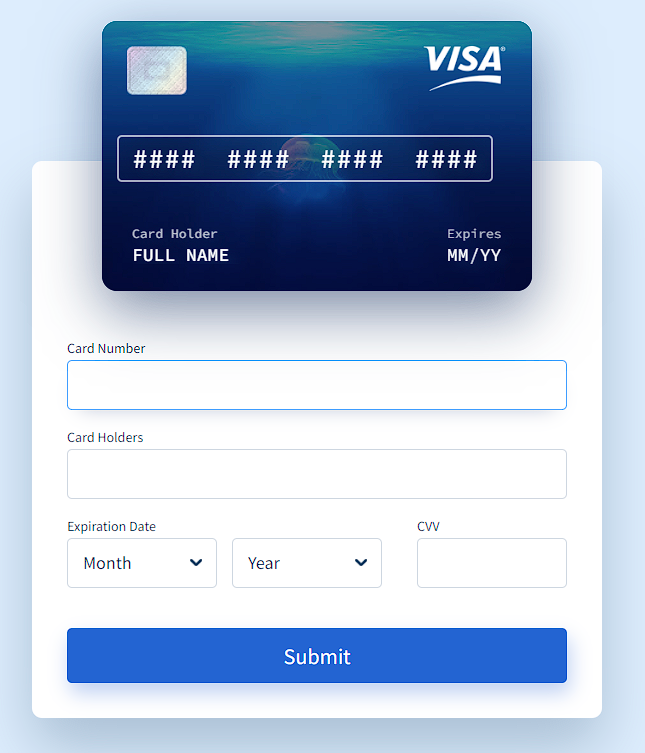 VISA
#### #### #### ####
Card Holder
Expires
FULL NAME
MM/YY
Card Number
Card Holders
Expiration Date
CVV
Month
Year
Submit